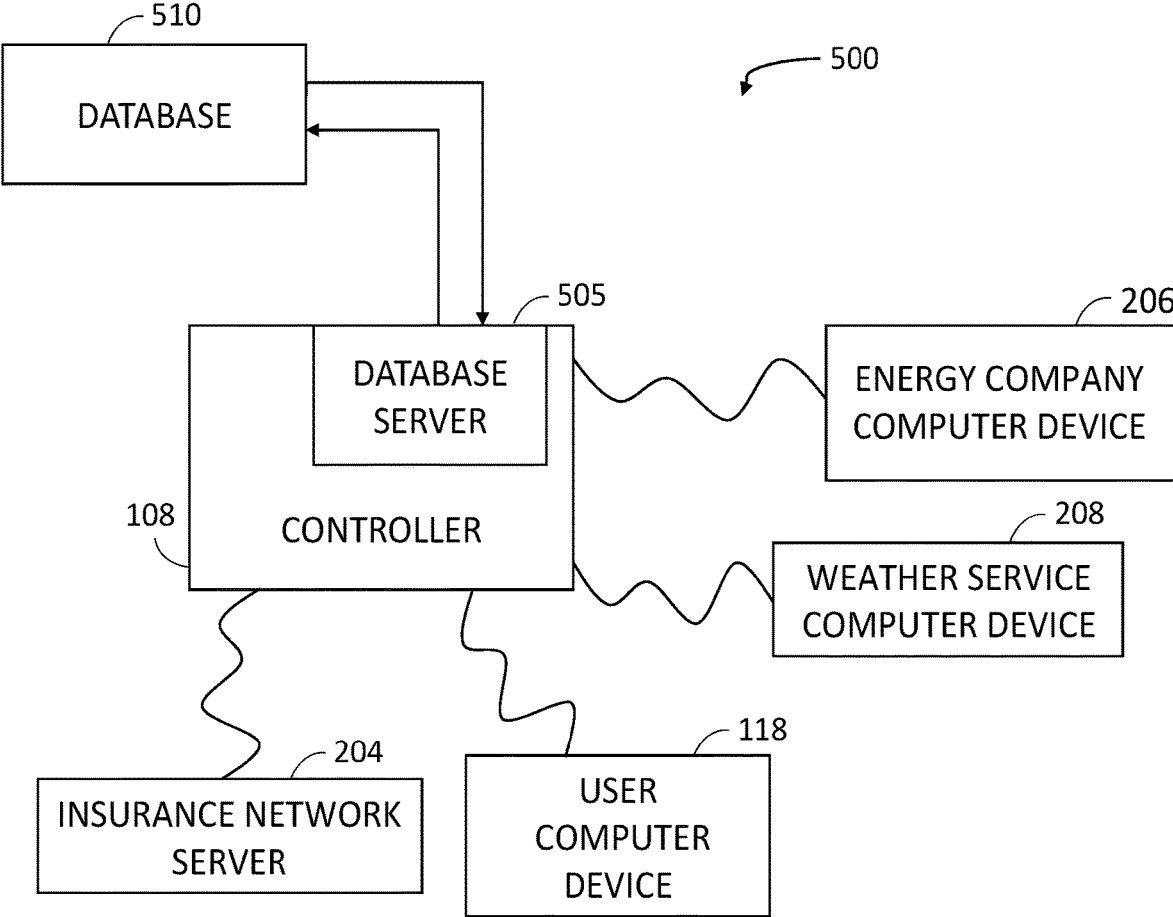 510
DATABASE
500
505
DATABASE
SERVER
206
ENERGY COMPANY
COMPUTER DEVICE
108
CONTROLLER
208
WEATHER SERVICE
COMPUTER DEVICE
204
INSURANCE NETWORK
SERVER
118
USER
COMPUTER
DEVICE